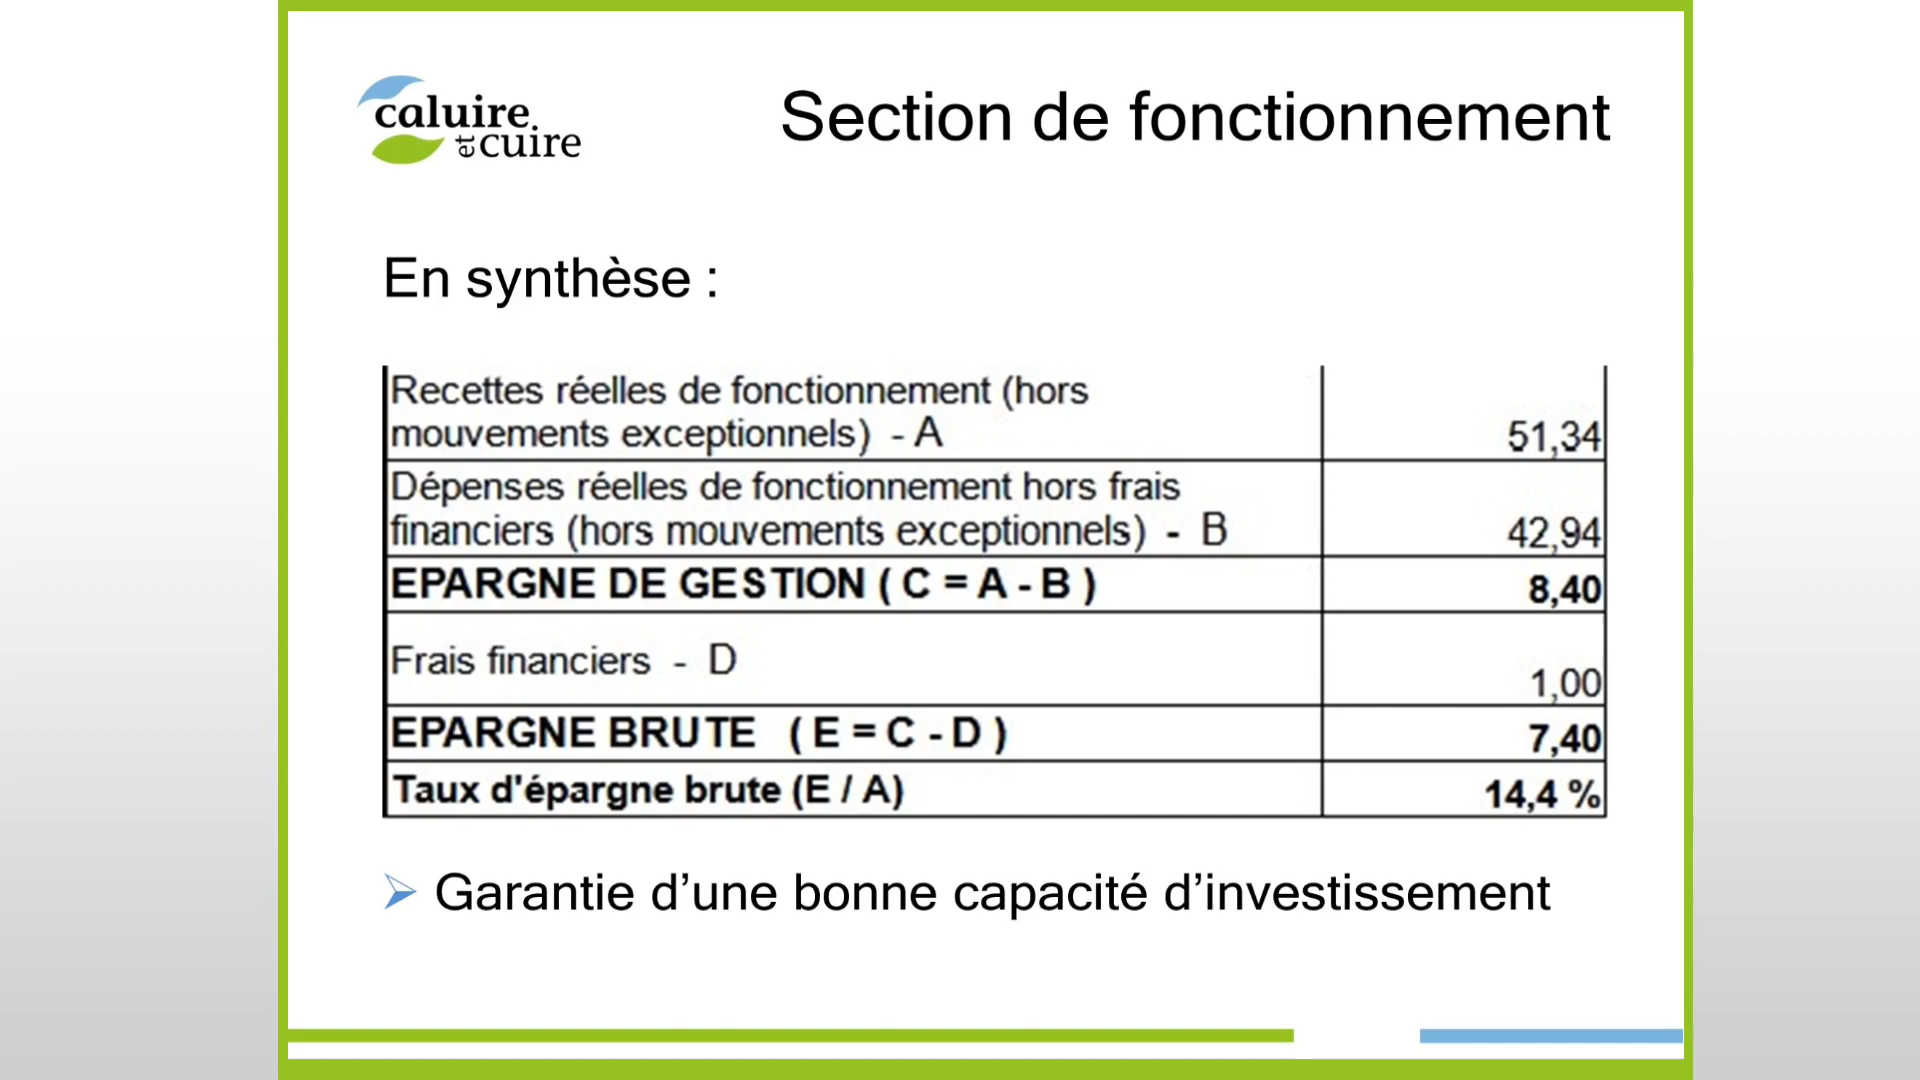 caluire
et cuire
Section de fonctionnement
En synthèse :
Recettes réelles de fonctionnement (hors
mouvements exceptionnels) - A
51,34
Dépenses réelles de fonctionnement hors frais
financiers (hors mouvements exceptionnels) - B
42,94
EPARGNE DE GESTION ( C = A - B )
8,40
Frais financiers - D
1,00
EPARGNE BRUTE ( E = C - D )
7,40
Taux d'épargne brute (E / A)
14,4 %
Garantie d’une bonne capacité d’investissement